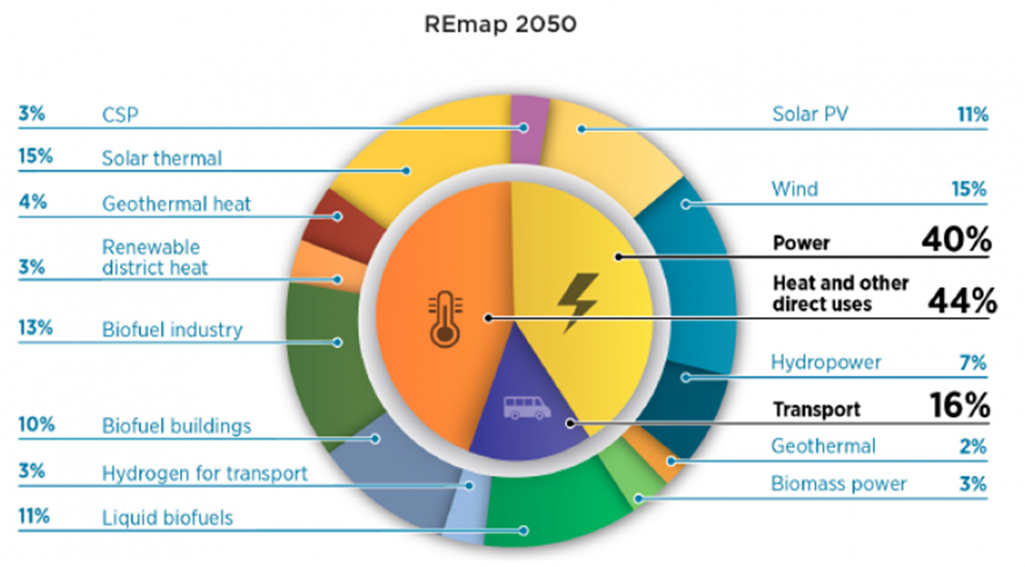 REmap 2050
3% CSP
15% Solar thermal
4% Geothermal heat
3% Renewable
district heat
13% Biofuel industry
10% Biofuel buildings
3% Hydrogen for transport
11% Liquid biofuels
Solar PV 11%
Wind 15%
Power 40%
Heat and other
direct uses 44%
Hydropower 7%
Transport 16%
Geothermal 2%
Biomass power 3%